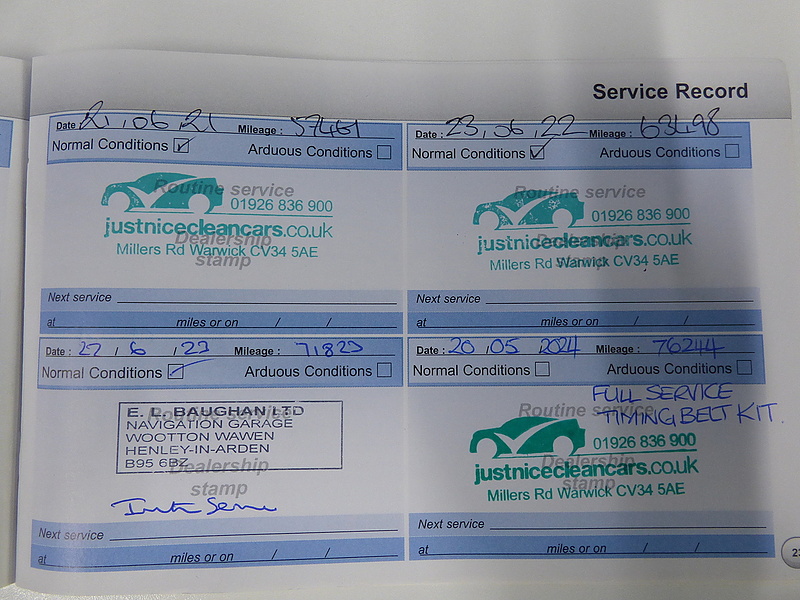 Service Record
Date 21,06,21 Mileage : 57461
Normal Conditions ☑ Arduous Conditions
Routine service
01926 836 900
justnicecleancars.co.uk
Dealership
Millers Rd Warwick CV34 5AE
stamp
Next service
at miles or on / /
Date : 23,06,22 Mileage : 63498
Normal Conditions ☑ Arduous Conditions
Routine service
01926 836 900
justnicecleancars.co.uk
Dealership
Millers Rd Warwick CV34 5AE
stamp
Next service
at miles or on / /
Date : 27 / 6 / 23 Mileage : 71823
Normal Conditions ☑ Arduous Conditions
Routine service
E. L. BAUGHAN LTD
NAVIGATION GARAGE
WOOTTON WAWEN
HENLEY-IN-ARDEN
B95 6BZ
Dealership
stamp
Next service
at miles or on / /
Date : 20,05,2024 Mileage : 76244
Normal Conditions Arduous Conditions
FULL SERVICE
Routine service
TIMING BELT KIT.
01926 836 900
justnicecleancars.co.uk
Dealership
stamp
Millers Rd Warwick CV34 5AE
Next service
at miles or on / /